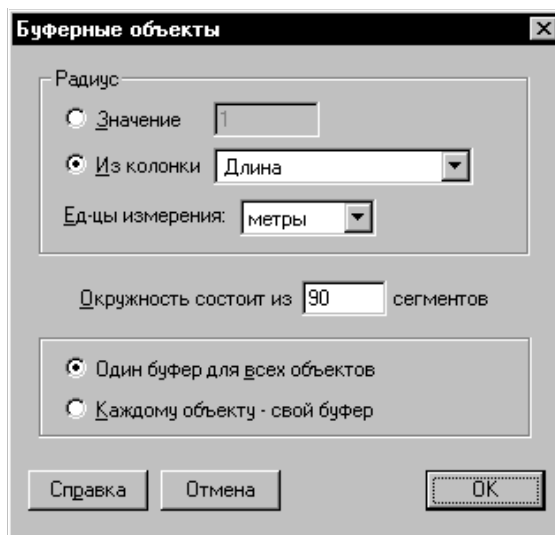 Буферные объекты
Радиус
Значение 1
Из колонки Длина
Ед-цы измерения: метры
Окружность состоит из 90 сегментов
Один буфер для всех объектов
Каждому объекту - свой буфер
Справка Отмена OK